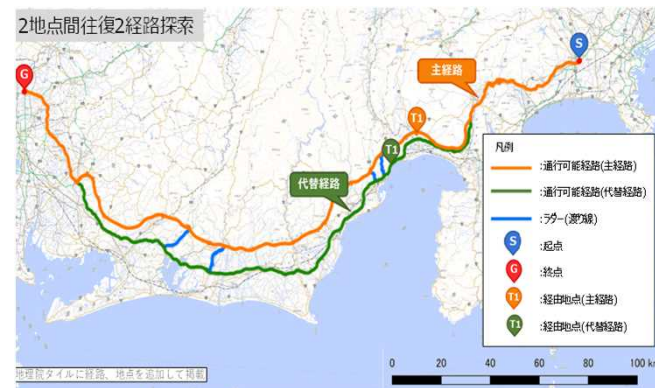 2地点間往復2経路探索
S
G
主経路
T1
T1
代替経路
凡例
:通行可能経路(主経路)
:通行可能経路(代替経路)
:ラダー(渡り線)
S :起点
G :終点
T1 :経由地点(主経路)
T1 :経由地点(代替経路)
地理院タイルに経路、地点を追加して掲載
0 20 40 60 80 100 km